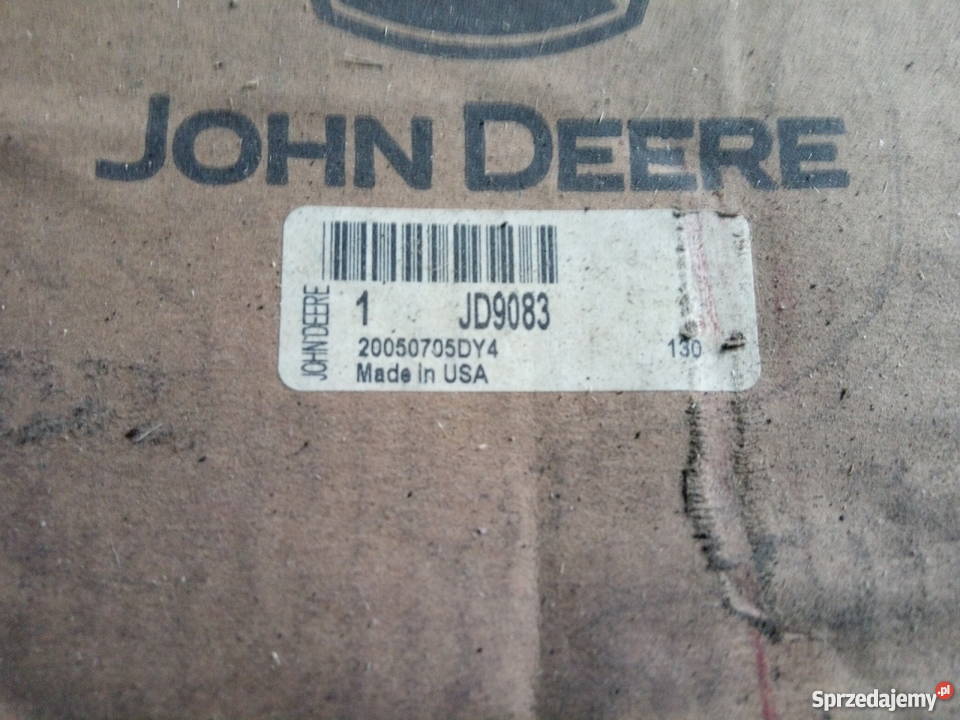 JOHN DEERE
JOHN DEERE
1 JD9083
20050705DY4 130
Made in USA
Sprzedajemy.pl